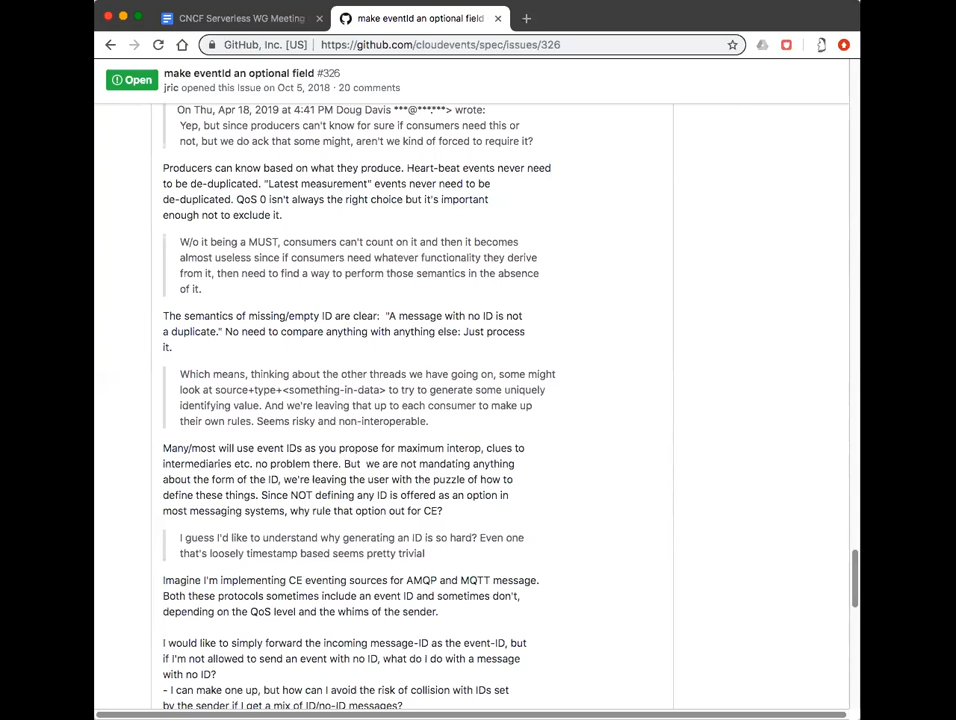 CNCF Serverless WG Meeting
make eventId an optional field
GitHub, Inc. [US]
https://github.com/cloudevents/spec/issues/326
Open
make eventId an optional field #326
jric opened this Issue on Oct 5, 2018 · 20 comments
On Thu, Apr 18, 2019 at 4:41 PM Doug Davis ***@***.***> wrote:
Yep, but since producers can't know for sure if consumers need this or
not, but we do ack that some might, aren't we kind of forced to require it?
Producers can know based on what they produce. Heart-beat events never need
to be de-duplicated. "Latest measurement" events never need to be
de-duplicated. QoS 0 isn't always the right choice but it's important
enough not to exclude it.
W/o it being a MUST, consumers can't count on it and then it becomes
almost useless since if consumers need whatever functionality they derive
from it, then need to find a way to perform those semantics in the absence
of it.
The semantics of missing/empty ID are clear: "A message with no ID is not
a duplicate." No need to compare anything with anything else: Just process
it.
Which means, thinking about the other threads we have going on, some might
look at source+type+<something-in-data> to try to generate some uniquely
identifying value. And we're leaving that up to each consumer to make up
their own rules. Seems risky and non-interoperable.
Many/most will use event IDs as you propose for maximum interop, clues to
intermediaries etc. no problem there. But we are not mandating anything
about the form of the ID, we're leaving the user with the puzzle of how to
define these things. Since NOT defining any ID is offered as an option in
most messaging systems, why rule that option out for CE?
I guess I'd like to understand why generating an ID is so hard? Even one
that's loosely timestamp based seems pretty trivial
Imagine I'm implementing CE eventing sources for AMQP and MQTT message.
Both these protocols sometimes include an event ID and sometimes don't,
depending on the QoS level and the whims of the sender.
I would like to simply forward the incoming message-ID as the event-ID, but
if I'm not allowed to send an event with no ID, what do I do with a message
with no ID?
- I can make one up, but how can I avoid the risk of collision with IDs set
by the sender if I get a mix of ID/no-ID messages?